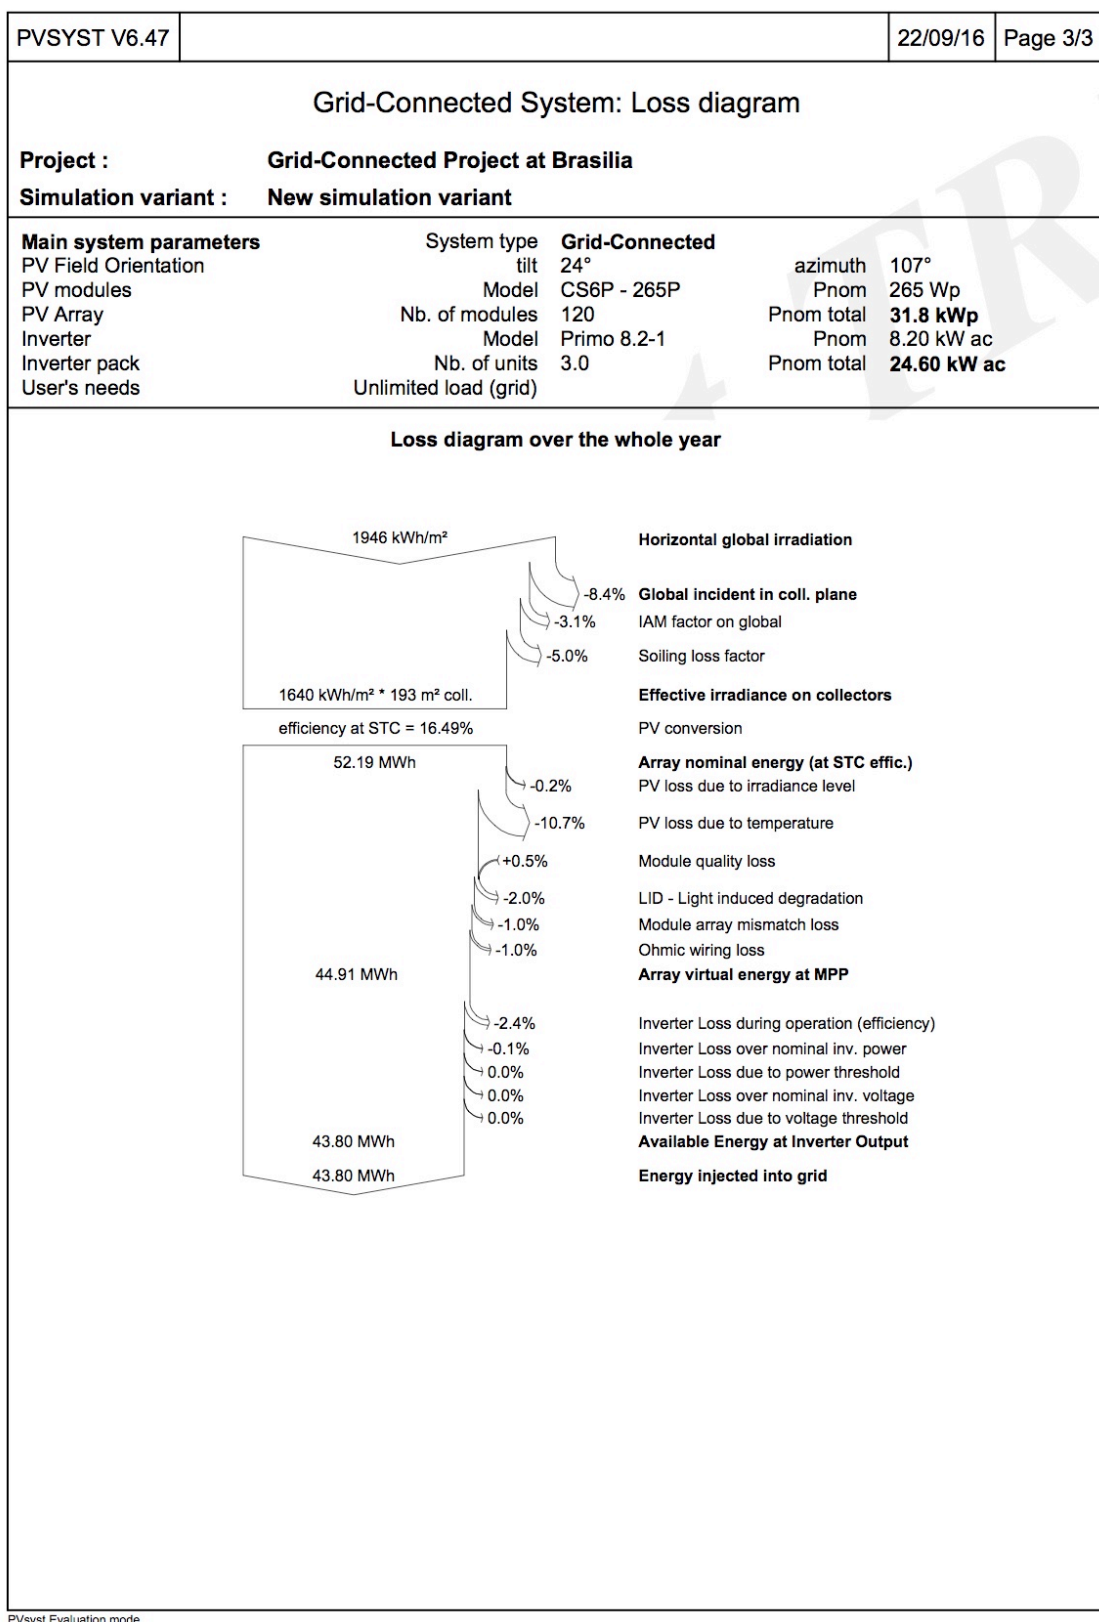 PVSYST V6.47 22/09/16 Page 3/3
Grid-Connected System: Loss diagram
Project : Grid-Connected Project at Brasilia
Simulation variant : New simulation variant
Main system parameters System type Grid-Connected
PV Field Orientation tilt 24° azimuth 107°
PV modules Model CS6P - 265P Pnom 265 Wp
PV Array Nb. of modules 120 Pnom total 31.8 kWp
Inverter Model Primo 8.2-1 Pnom 8.20 kW ac
Inverter pack Nb. of units 3.0 Pnom total 24.60 kW ac
User's needs Unlimited load (grid)
Loss diagram over the whole year
1946 kWh/m² Horizontal global irradiation
-8.4% Global incident in coll. plane
-3.1% IAM factor on global
-5.0% Soiling loss factor
1640 kWh/m² * 193 m² coll. Effective irradiance on collectors
efficiency at STC = 16.49% PV conversion
52.19 MWh Array nominal energy (at STC effic.)
-0.2% PV loss due to irradiance level
-10.7% PV loss due to temperature
+0.5% Module quality loss
-2.0% LID - Light induced degradation
-1.0% Module array mismatch loss
-1.0% Ohmic wiring loss
44.91 MWh Array virtual energy at MPP
-2.4% Inverter Loss during operation (efficiency)
-0.1% Inverter Loss over nominal inv. power
0.0% Inverter Loss due to power threshold
0.0% Inverter Loss over nominal inv. voltage
0.0% Inverter Loss due to voltage threshold
43.80 MWh Available Energy at Inverter Output
43.80 MWh Energy injected into grid
PVsyst Evaluation mode